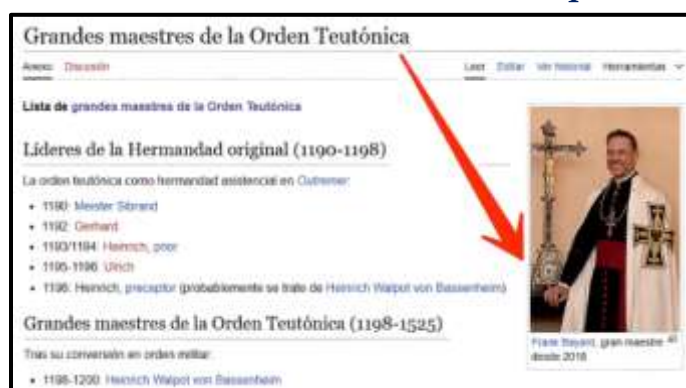 Grandes maestres de la Orden Teutónica
Anexo Discusión Leer Editar Ver historial Herramientas
Lista de grandes maestres de la Orden Teutónica
Líderes de la Hermandad original (1190-1198)
La orden teutónica como hermandad asistencial en Outremer:
• 1190: Meister Sibrand
• 1192: Gerhard
• 1193/1194: Heinrich, prior
• 1195-1196: Ulrich
• 1196: Heinrich, preceptor (probablemente se trate de Heinrich Walpot von Bassenheim)
Grandes maestres de la Orden Teutónica (1198-1525)
Tras su conversión en orden militar:
• 1198-1200: Heinrich Walpot von Bassenheim
Frank Bayard, gran maestre
desde 2018